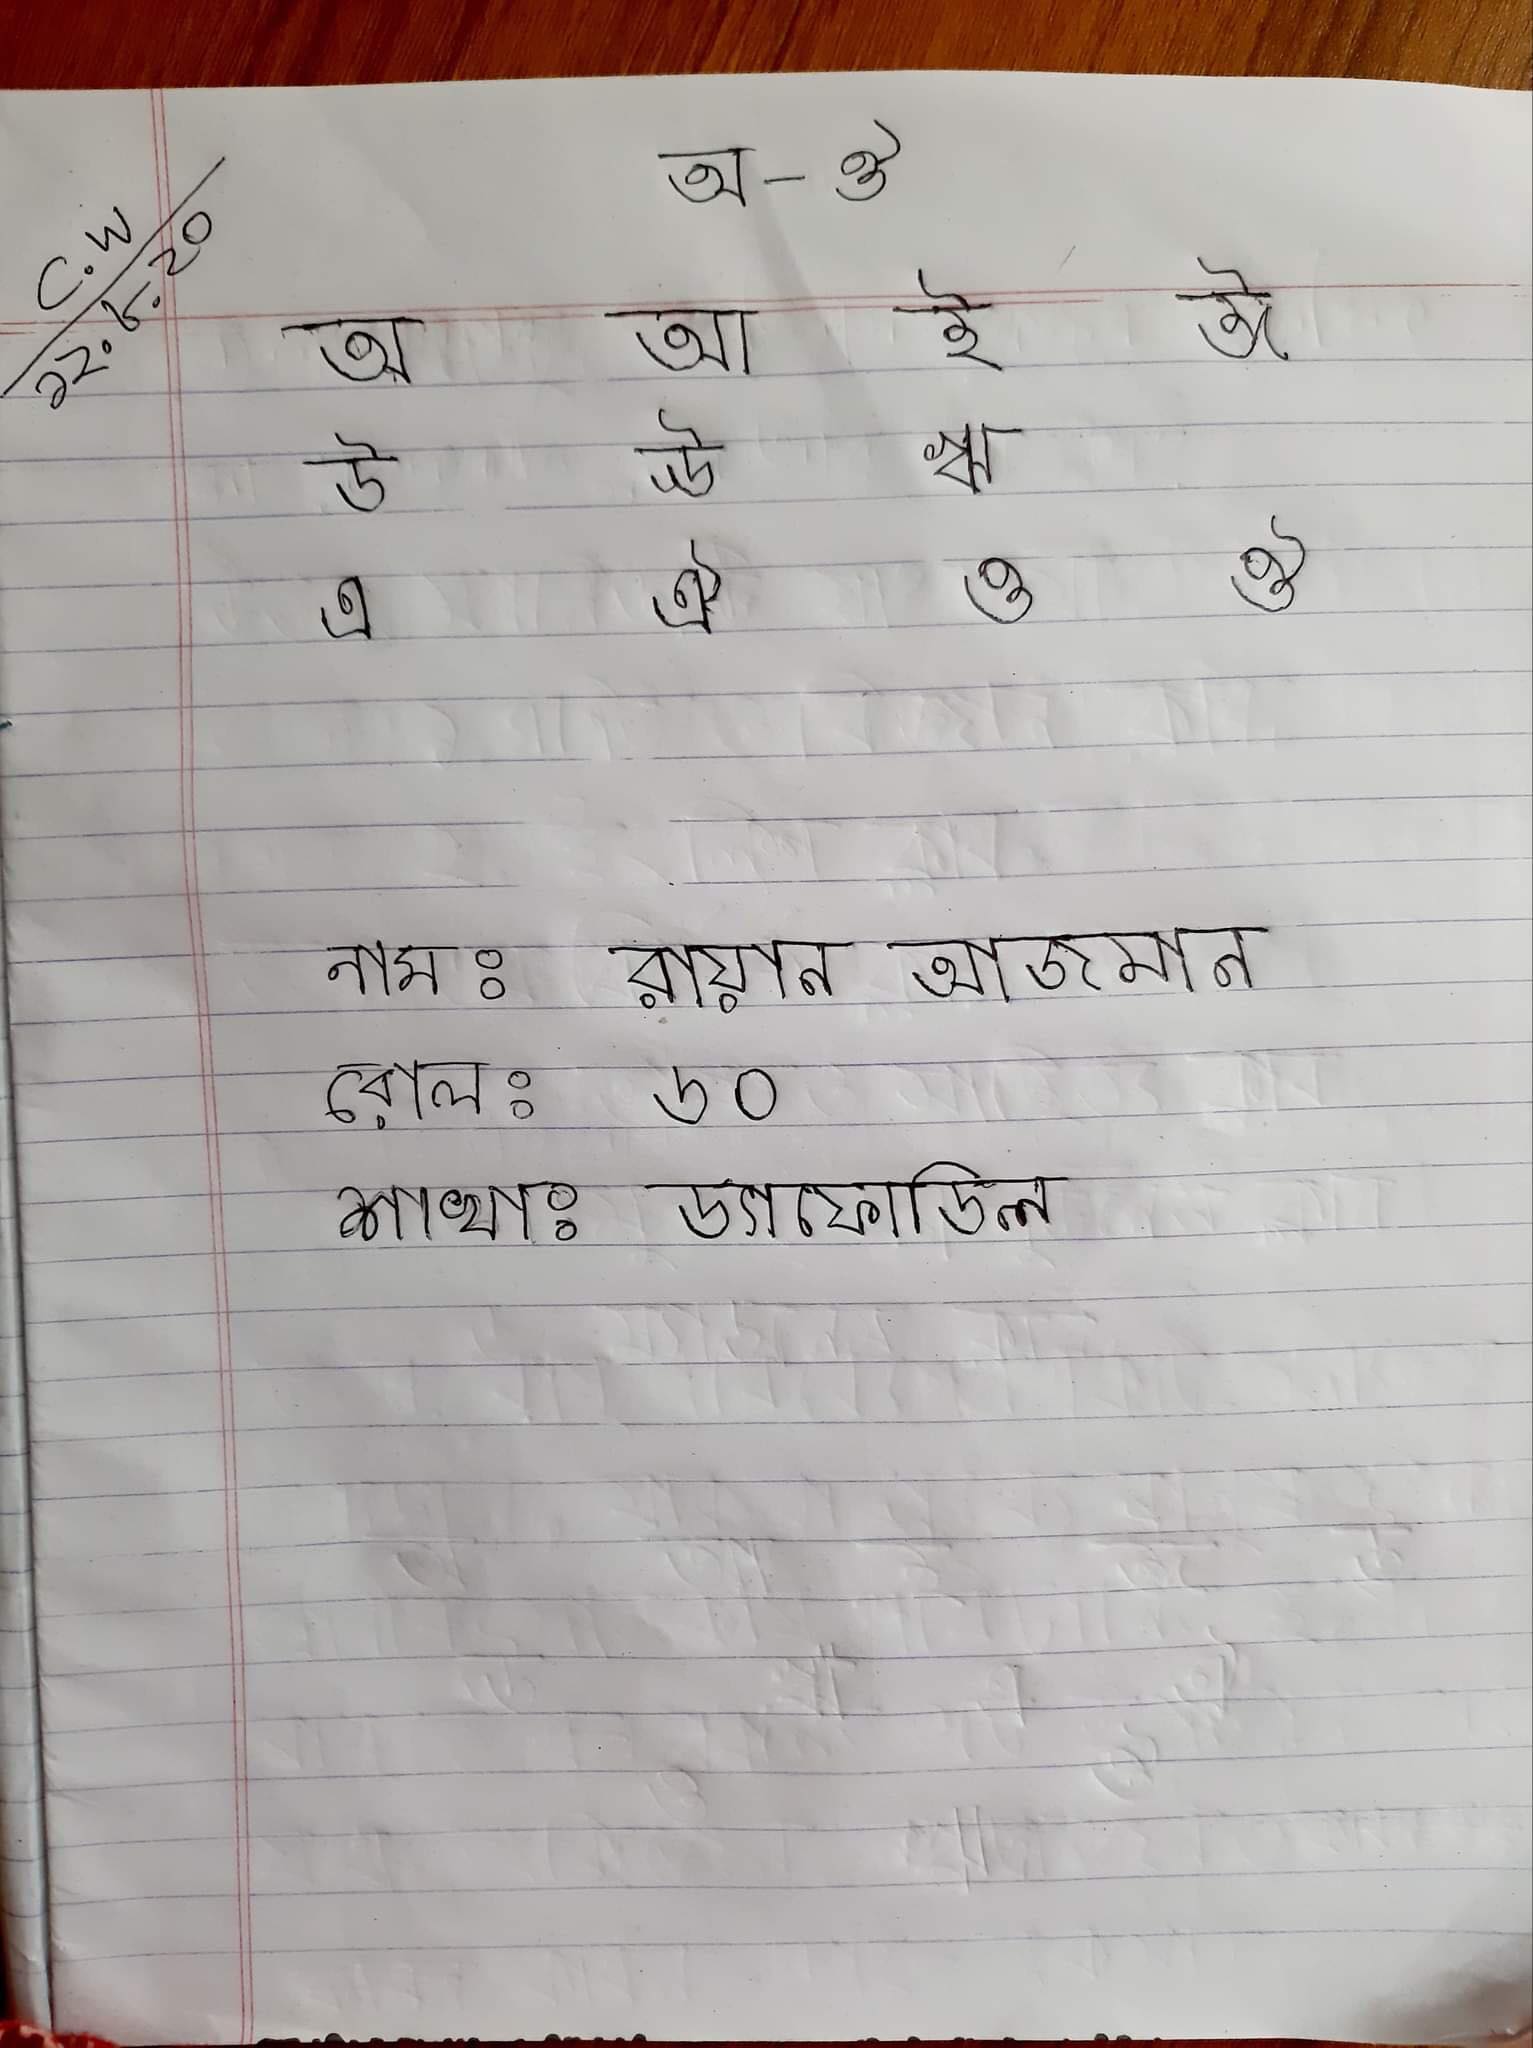 C.W
২২.৮.২০
অ - ঔ
অ আ ই ঈ
উ ঊ ঋ
এ ঐ ও ঔ
নামঃ রায়ান আজমান
রোলঃ ৬০
শাখাঃ ড্যাফোডিল